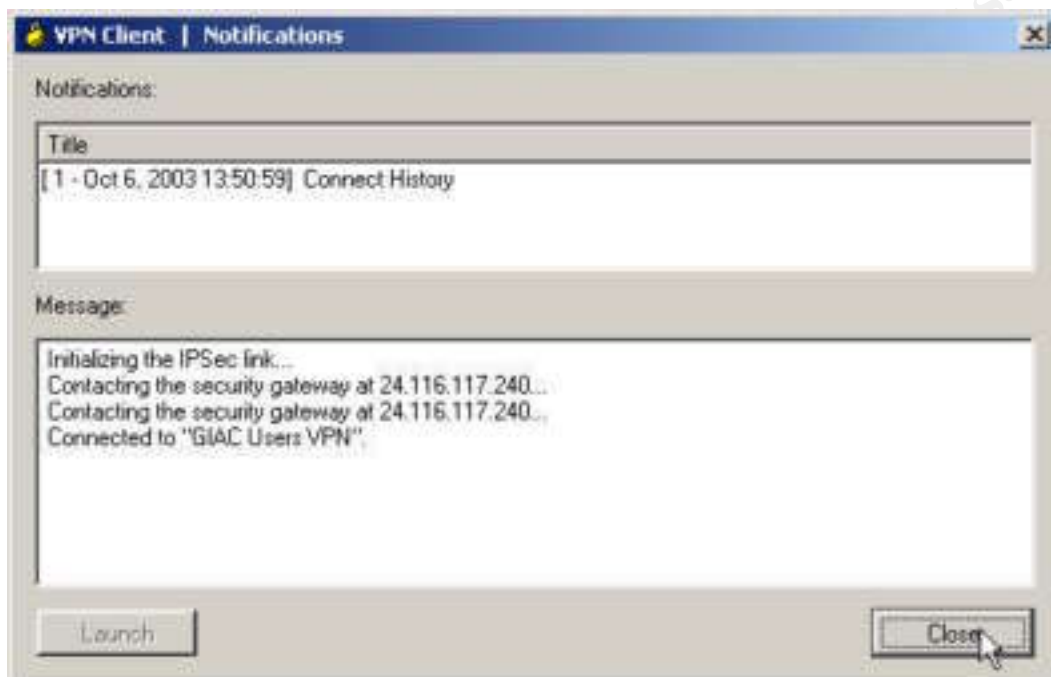 VPN Client | Notifications
Notifications:
Title
[ 1 - Oct 6, 2003 13:50:59] Connect History
Message:
Initializing the IPSec link...
Contacting the security gateway at 24.116.117.240...
Contacting the security gateway at 24.116.117.240...
Connected to "GIAC Users VPN".
Launch
Close